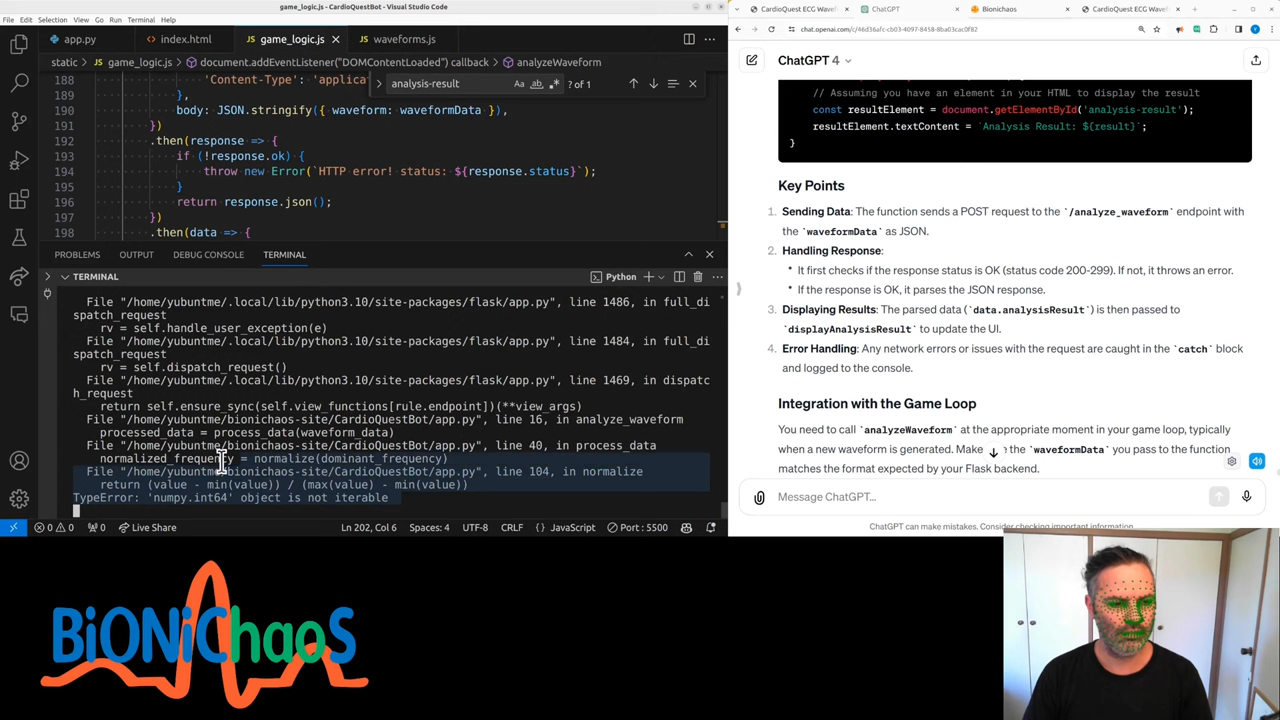 game_logic.js - CardioQuestBot - Visual Studio Code
File Edit Selection View Go Run Terminal Help
app.py index.html game_logic.js waveforms.js
static > game_logic.js > document.addEventListener("DOMContentLoaded") callback > analyzeWaveform
analysis-result Aa ab ? of 1
188 'Content-Type': 'applicat
189 },
190 body: JSON.stringify({ waveform: waveformData }),
191 })
192 .then(response => {
193 if (!response.ok) {
194 throw new Error(`HTTP error! status: ${response.status}`);
195 }
196 return response.json();
197 })
198 .then(data => {
PROBLEMS OUTPUT DEBUG CONSOLE TERMINAL
TERMINAL Python
File "/home/yubuntme/.local/lib/python3.10/site-packages/flask/app.py", line 1486, in full_di
spatch_request
rv = self.handle_user_exception(e)
File "/home/yubuntme/.local/lib/python3.10/site-packages/flask/app.py", line 1484, in full_di
spatch_request
rv = self.dispatch_request()
File "/home/yubuntme/.local/lib/python3.10/site-packages/flask/app.py", line 1469, in dispatc
h_request
return self.ensure_sync(self.view_functions[rule.endpoint])(**view_args)
File "/home/yubuntme/bionichaos-site/CardioQuestBot/app.py", line 16, in analyze_waveform
processed_data = process_data(waveform_data)
File "/home/yubuntme/bionichaos-site/CardioQuestBot/app.py", line 40, in process_data
normalized_frequency = normalize(dominant_frequency)
File "/home/yubuntme/bionichaos-site/CardioQuestBot/app.py", line 104, in normalize
return (value - min(value)) / (max(value) - min(value))
TypeError: 'numpy.int64' object is not iterable
0 0 0 Live Share Ln 202, Col 6 Spaces: 4 UTF-8 CRLF JavaScript Port : 5500
CardioQuest ECG Wavef ChatGPT Bionichaos CardioQuest ECG Wavef
chat.openai.com/c/46d36afc-cb03-4097-8458-8ba03cac0f82
ChatGPT 4
// Assuming you have an element in your HTML to display the result
const resultElement = document.getElementById('analysis-result');
resultElement.textContent = `Analysis Result: ${result}`;
}
Key Points
1. Sending Data: The function sends a POST request to the `/analyze_waveform` endpoint with
the `waveformData` as JSON.
2. Handling Response:
• It first checks if the response status is OK (status code 200-299). If not, it throws an error.
• If the response is OK, it parses the JSON response.
3. Displaying Results: The parsed data (`data.analysisResult`) is then passed to
`displayAnalysisResult` to update the UI.
4. Error Handling: Any network errors or issues with the request are caught in the `catch` block
and logged to the console.
Integration with the Game Loop
You need to call `analyzeWaveform` at the appropriate moment in your game loop, typically
when a new waveform is generated. Make the `waveformData` you pass to the function
matches the format expected by your Flask backend.
Message ChatGPT...
ChatGPT can make mistakes. Consider checking important information.
BiONiChaoS